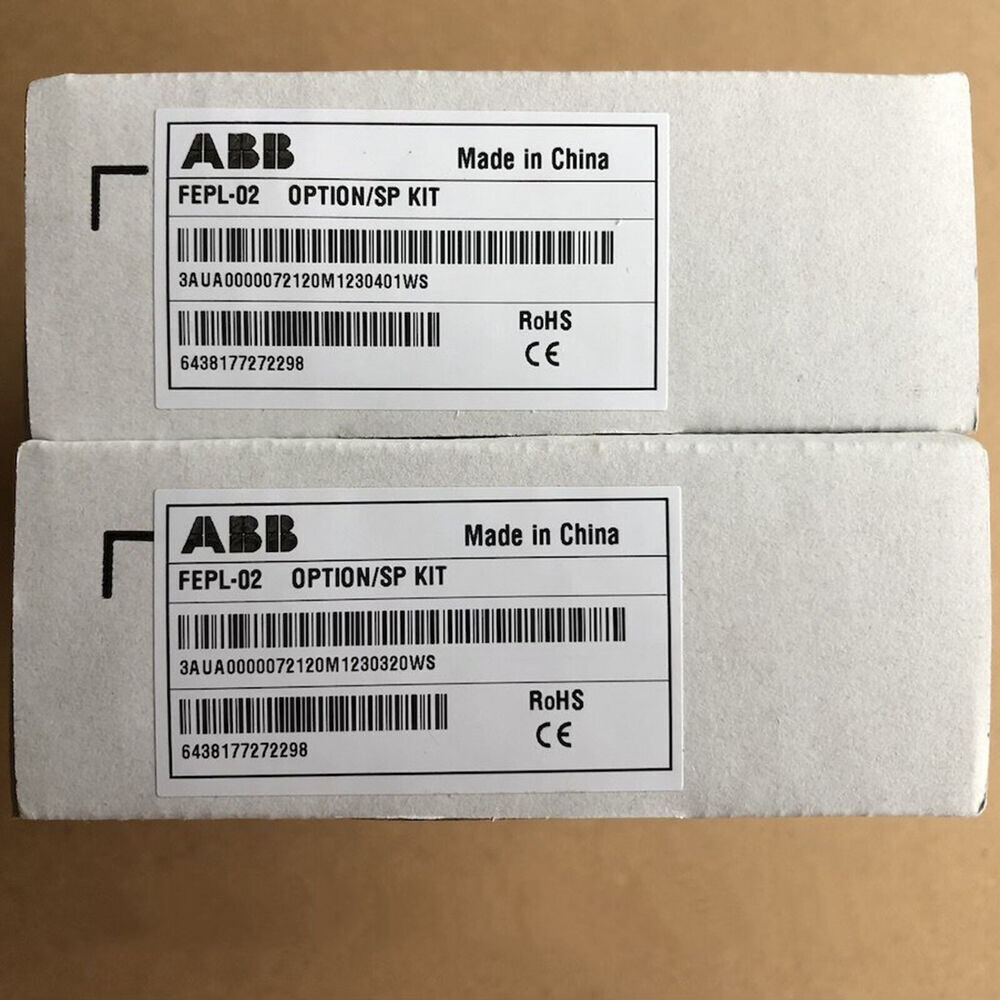 ABB Made in China
FEPL-02 OPTION/SP KIT
3AUA0000072120M1230401WS
RoHS
6438177272298 CE
ABB Made in China
FEPL-02 OPTION/SP KIT
3AUA0000072120M1230320WS
RoHS
6438177272298 CE